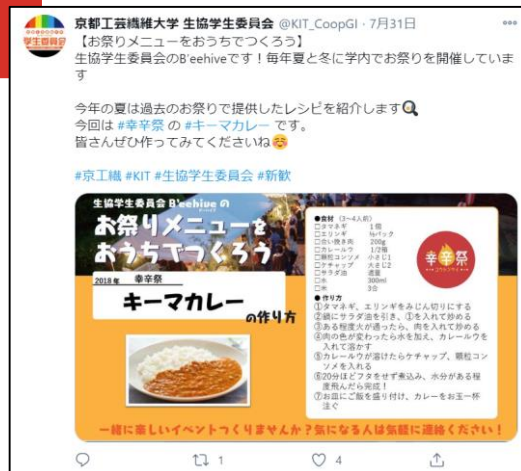 京都工芸繊維大学 生協学生委員会 @KIT_CoopGI · 7月31日
【お祭りメニューをおうちでつくろう】
生協学生委員会のB'eehiveです!毎年夏と冬に学内でお祭りを開催していま
す
今年の夏は過去のお祭りで提供したレシピを紹介します🔍
今回は #幸辛祭 の #キーマカレー です。
皆さんぜひ作ってみてくださいね☺️
#京工繊 #KIT #生協学生委員会 #新歓
生協学生委員会 B'eehive の
お祭りメニューを
おうちでつくろう
2018年 幸辛祭
キーマカレー
の作り方
●食材 (3~4人前)
□タマネギ 1個
□エリンギ ½パック
□合い挽き肉 200g
□カレールウ 1/2箱
□顆粒コンソメ 小さじ1
□ケチャップ 大さじ2
□サラダ油 適量
□水 300ml
□米 3合
幸辛祭
●作り方
①タマネギ、エリンギをみじん切りにする
②鍋にサラダ油を引き、①を入れて炒める
③ある程度火が通ったら、肉を入れて炒める
④肉の色が変わったら水を加え、カレールウを
入れて溶かす
⑤カレールウが溶けたらケチャップ、顆粒コン
ソメを入れる
⑥20分ほどフタをせず煮込み、水分がある程
度飛んだら完成!
⑦お皿にご飯を盛り付け、カレーをお玉一杯
注ぐ
一緒に楽しいイベントつくりませんか?気になる人は気軽に連絡ください!
1
4